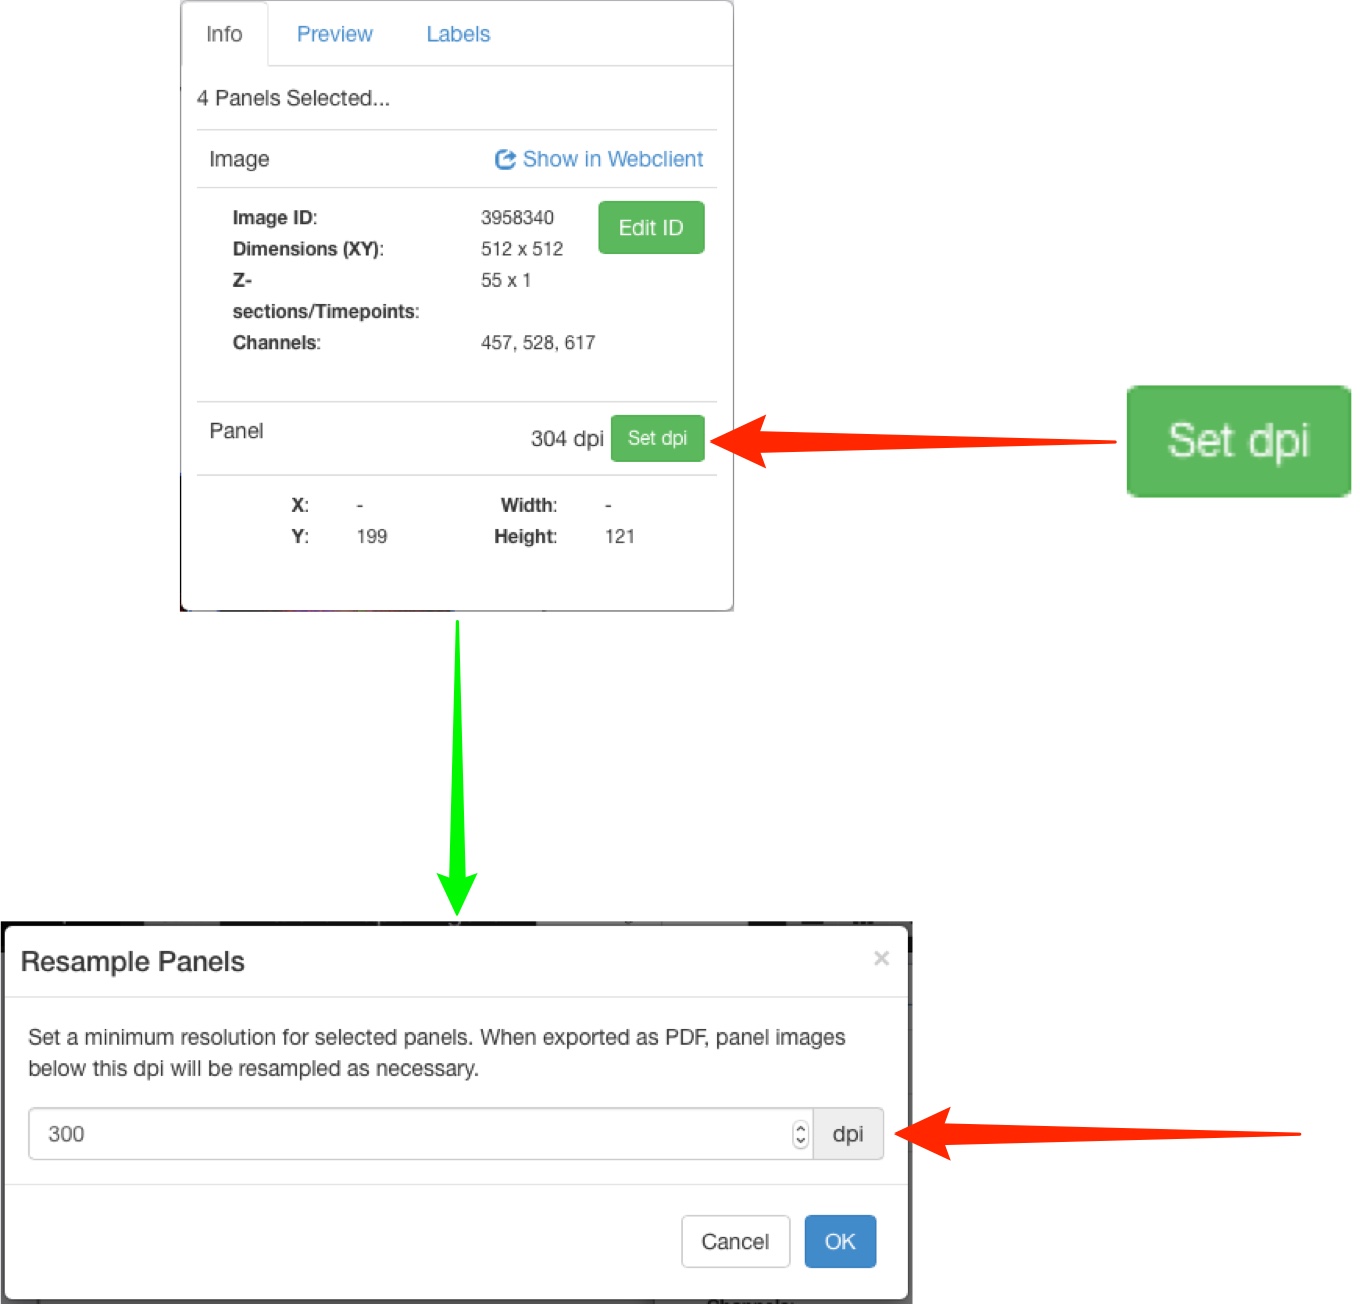 Info Preview Labels
4 Panels Selected...
Image Show in Webclient
Image ID: 3958340 Edit ID
Dimensions (XY): 512 x 512
Z- 55 x 1
sections/Timepoints:
Channels: 457, 528, 617
Panel 304 dpi Set dpi
Set dpi
X: - Width: -
Y: 199 Height: 121
Resample Panels ×
Set a minimum resolution for selected panels. When exported as PDF, panel images
below this dpi will be resampled as necessary.
300 dpi
Cancel OK